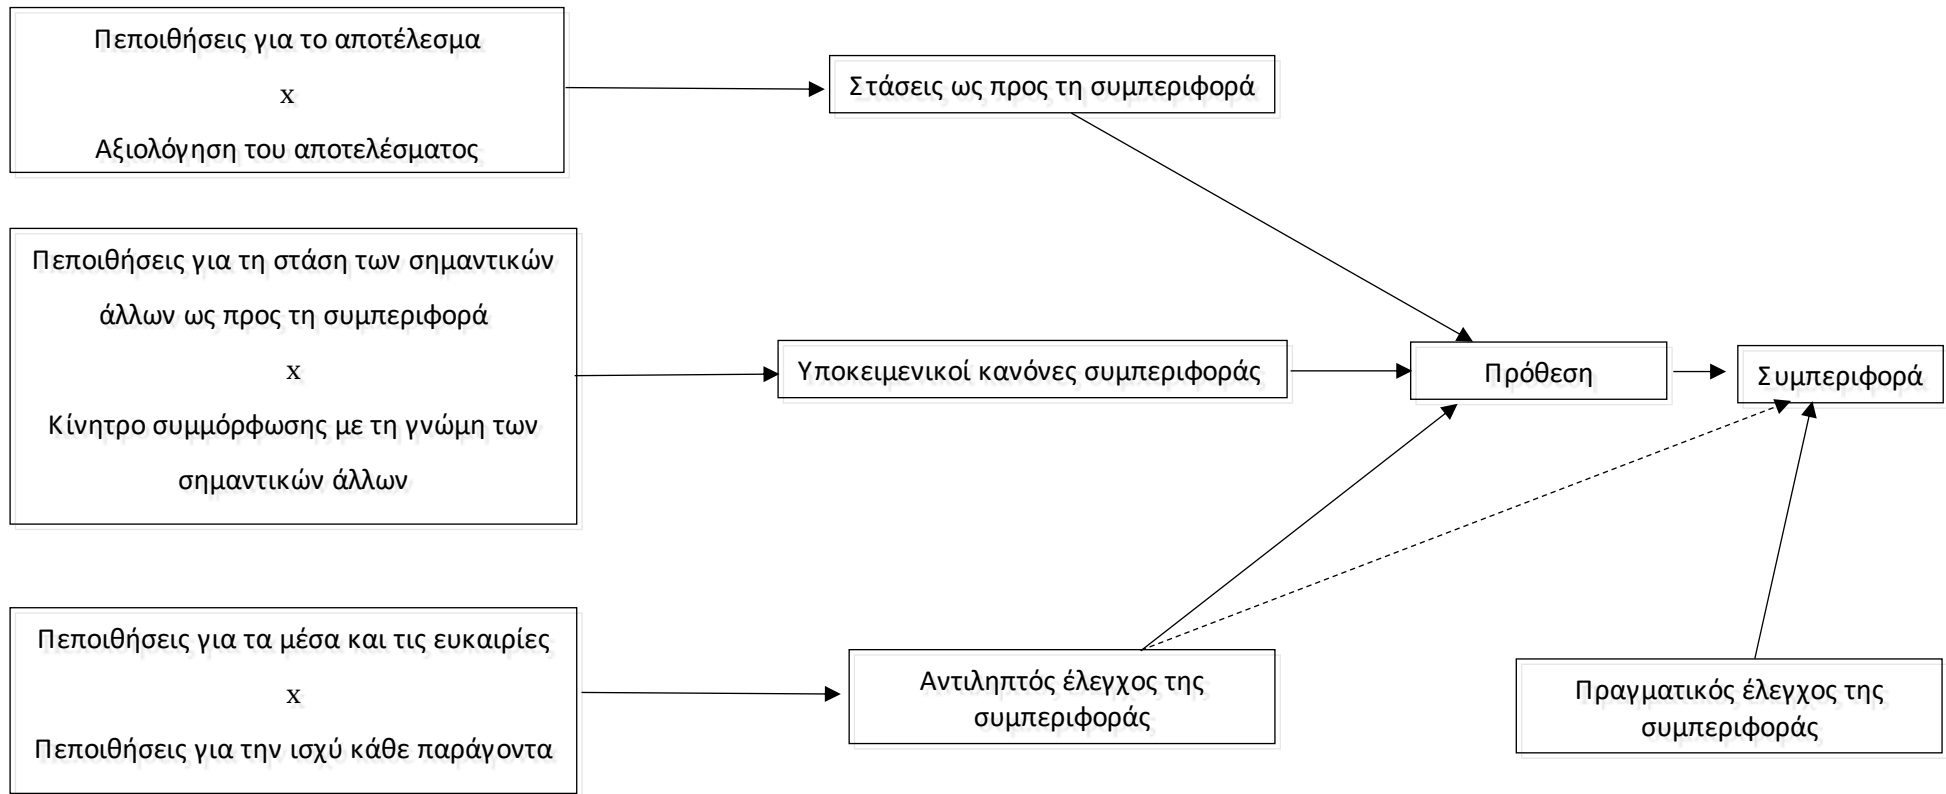 Πεποιθήσεις για το αποτέλεσμα
x
Αξιολόγηση του αποτελέσματος
Στάσεις ως προς τη συμπεριφορά
Πεποιθήσεις για τη στάση των σημαντικών
άλλων ως προς τη συμπεριφορά
x
Κίνητρο συμμόρφωσης με τη γνώμη των
σημαντικών άλλων
Υποκειμενικοί κανόνες συμπεριφοράς
Πρόθεση
Συμπεριφορά
Πεποιθήσεις για τα μέσα και τις ευκαιρίες
x
Πεποιθήσεις για την ισχύ κάθε παράγοντα
Αντιληπτός έλεγχος της
συμπεριφοράς
Πραγματικός έλεγχος της
συμπεριφοράς